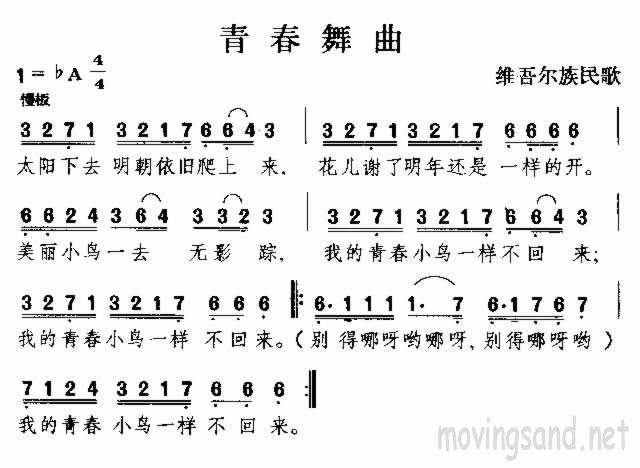 青春舞曲
1=♭A 4/4
维吾尔族民歌
慢板
3 2 7 1 3 2 1 7 6 6 4 3 | 3 2 7 1 3 2 1 7 6 6 6 6 |
太阳下去 明朝依旧爬上 来, 花儿谢了明年还是 一样的开。
6 6 2 4 3 6 4 3 3 2 3 | 3 2 7 1 3 2 1 7 6 6 4 3 |
美丽小鸟一去 无影 踪, 我的青春小鸟一样不回 来;
3 2 7 1 3 2 1 7 6 6 6 ‖: 6· 1 1 1 1· 7 6· 1 7 6 7 6 |
我的青春小鸟一样 不回来。(别得哪呀哟哪呀,别得哪呀哟)
7 1 2 4 3 2 1 7 6 6 6 :‖
我的青春 小鸟一样不回来。
movingsand.net